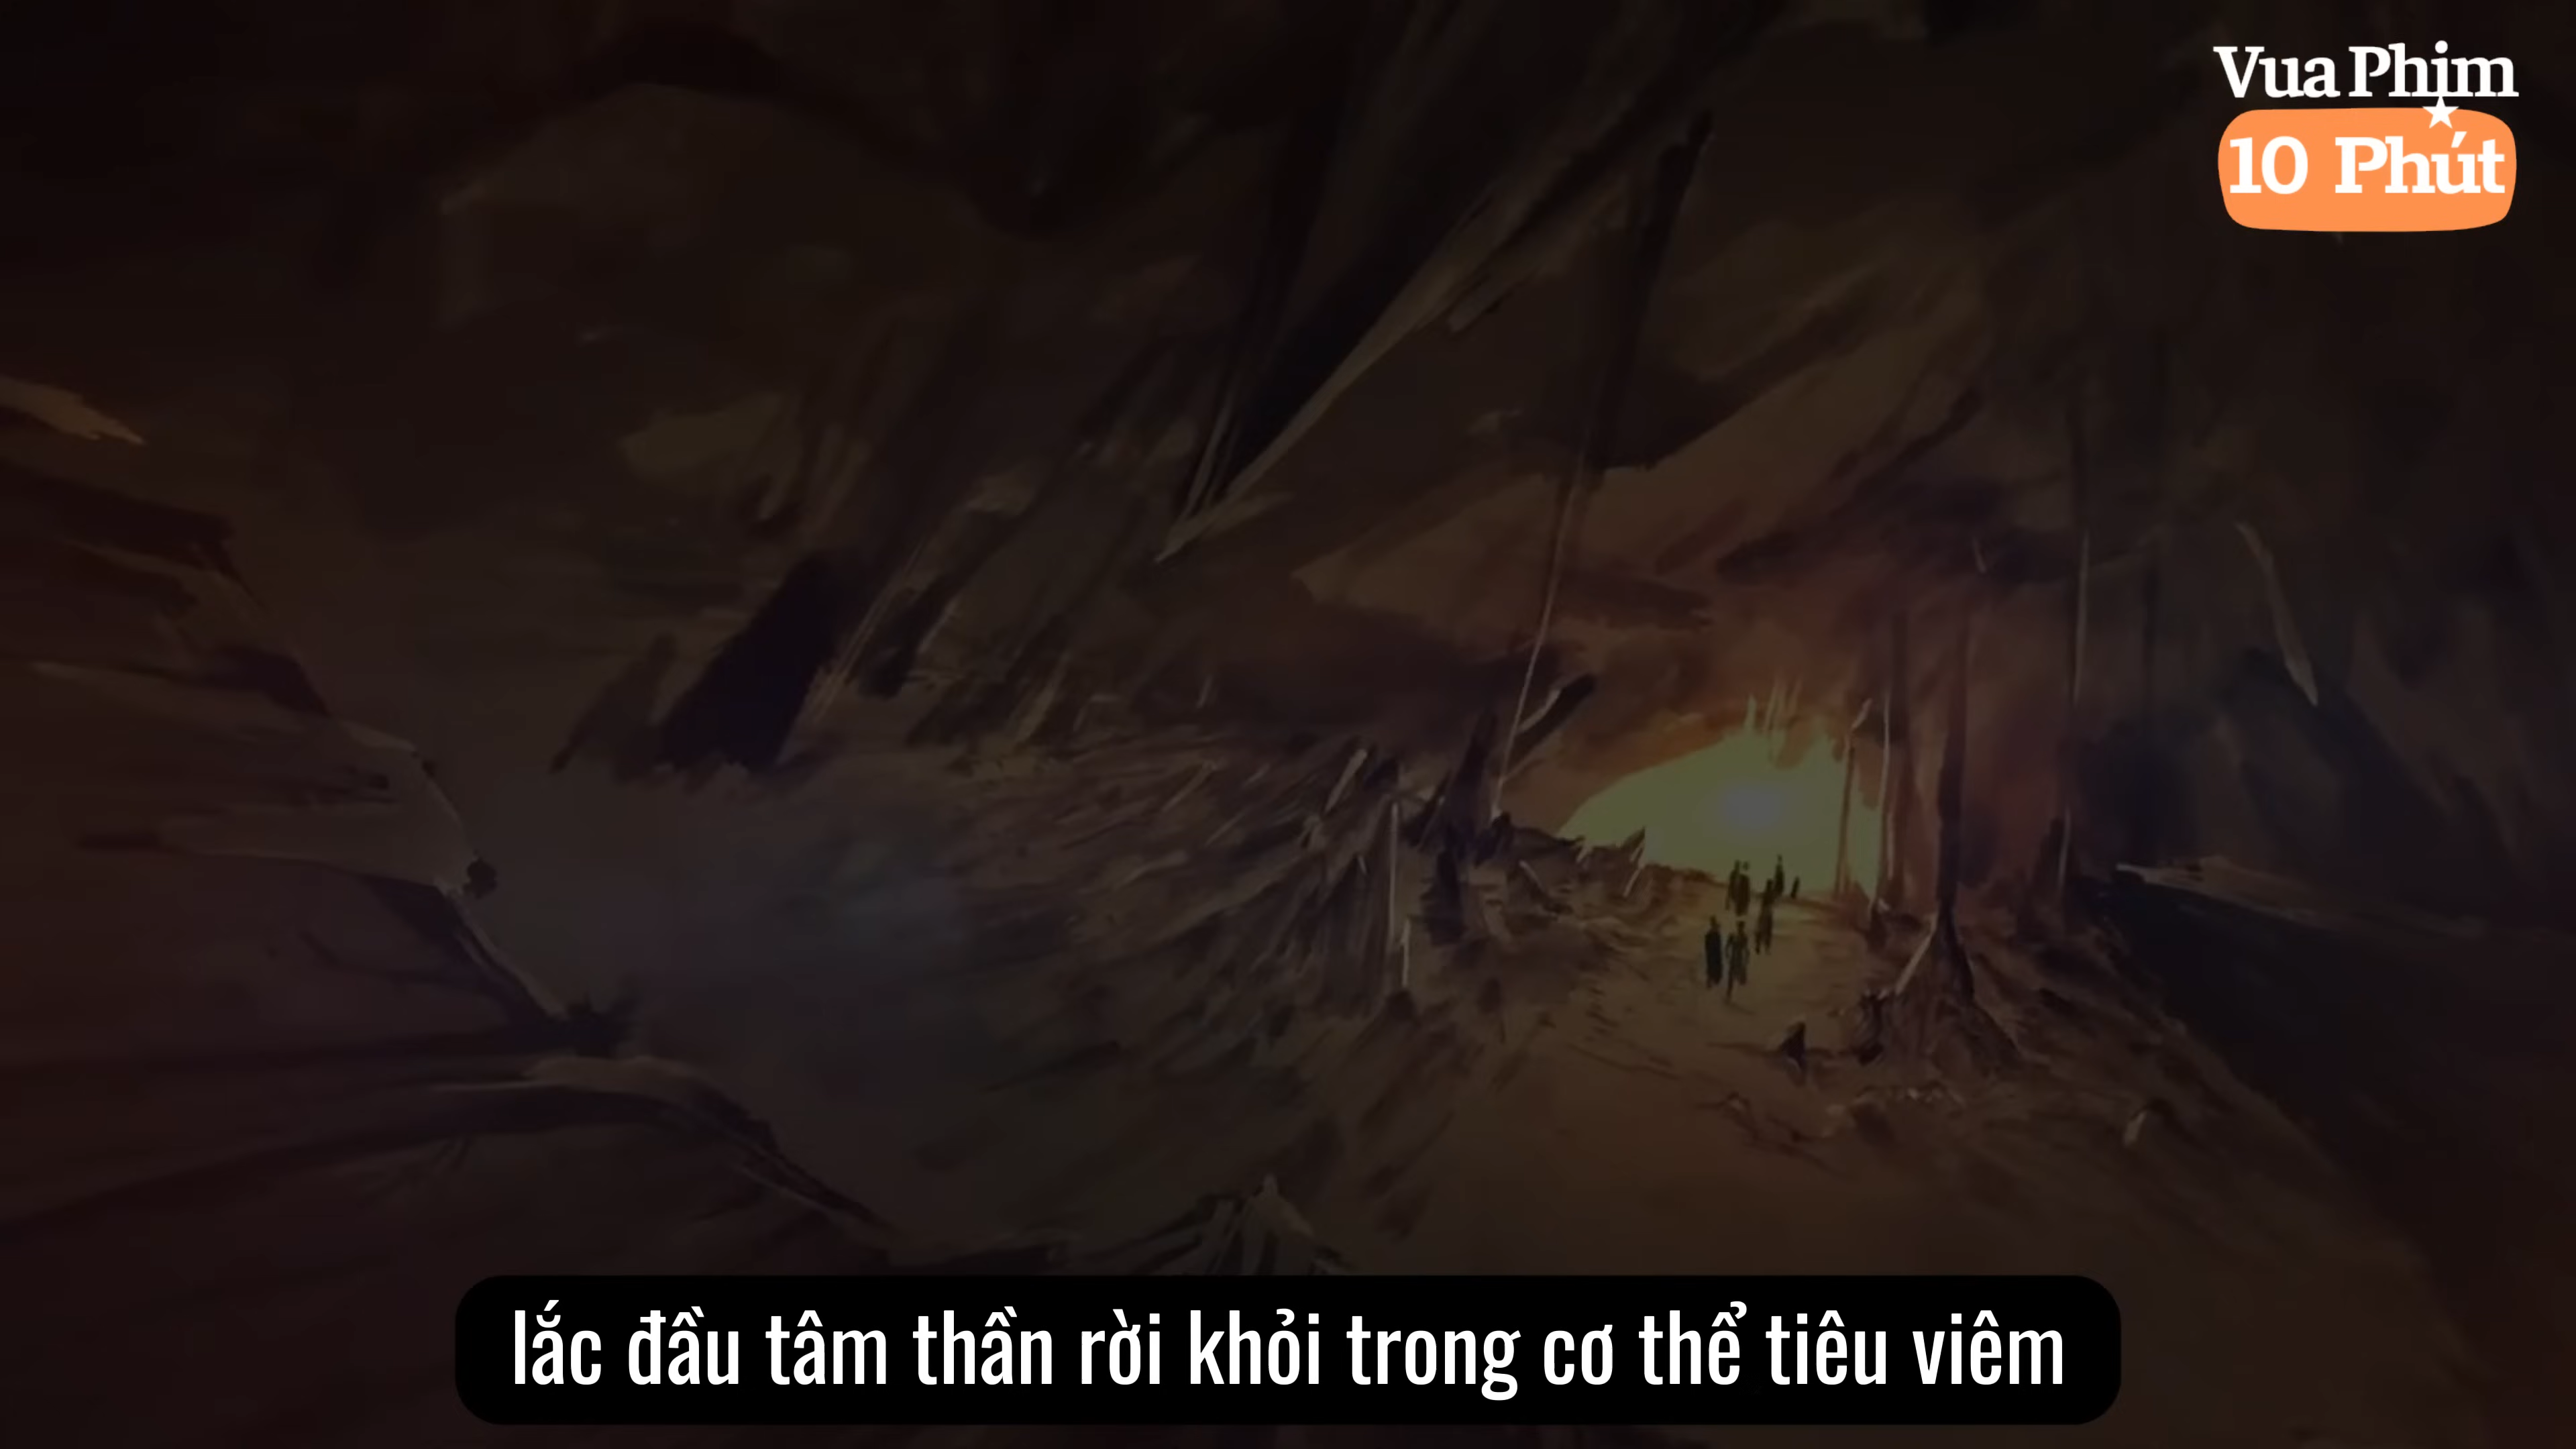 Vua Phim
10 Phút
lắc đầu tâm thần rời khỏi trong cơ thể tiêu viêm